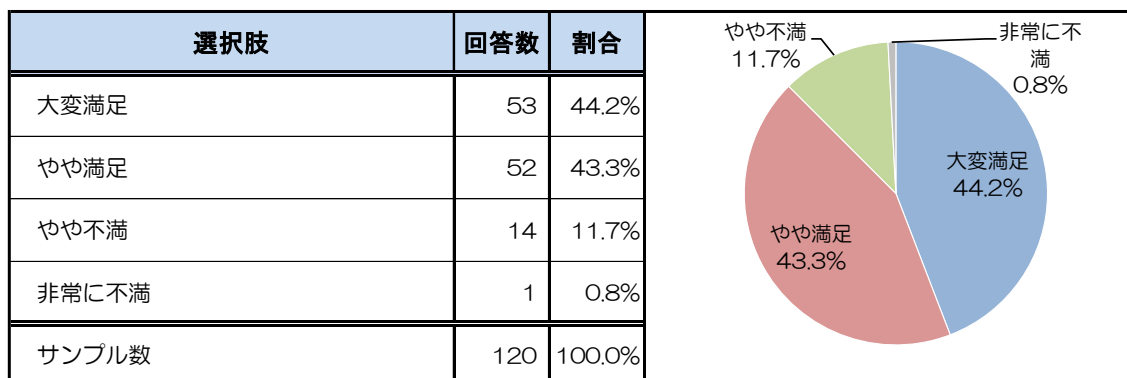 選択肢 回答数 割合
大変満足 53 44.2%
やや満足 52 43.3%
やや不満 14 11.7%
非常に不満 1 0.8%
サンプル数 120 100.0%
やや不満
11.7%
非常に不
満
0.8%
大変満足
44.2%
やや満足
43.3%